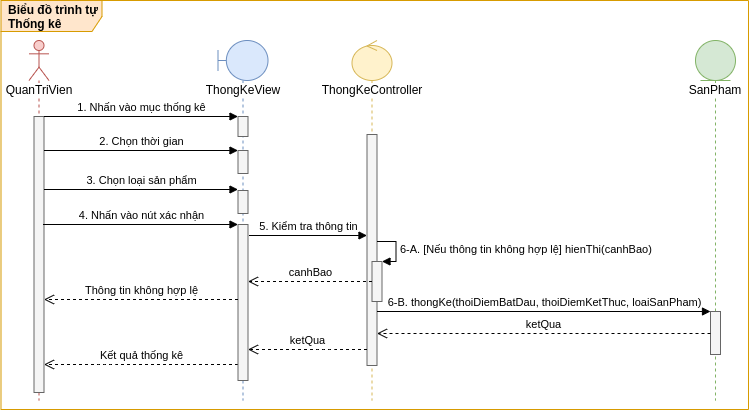 Biểu đồ trình tự
Thống kê
QuanTriVien
ThongKeView
ThongKeController
SanPham
1. Nhấn vào mục thống kê
2. Chọn thời gian
3. Chọn loại sản phẩm
4. Nhấn vào nút xác nhận
5. Kiểm tra thông tin
6-A. [Nếu thông tin không hợp lệ] hienThi(canhBao)
canhBao
Thông tin không hợp lệ
6-B. thongKe(thoiDiemBatDau, thoiDiemKetThuc, loaiSanPham)
ketQua
ketQua
Kết quả thống kê